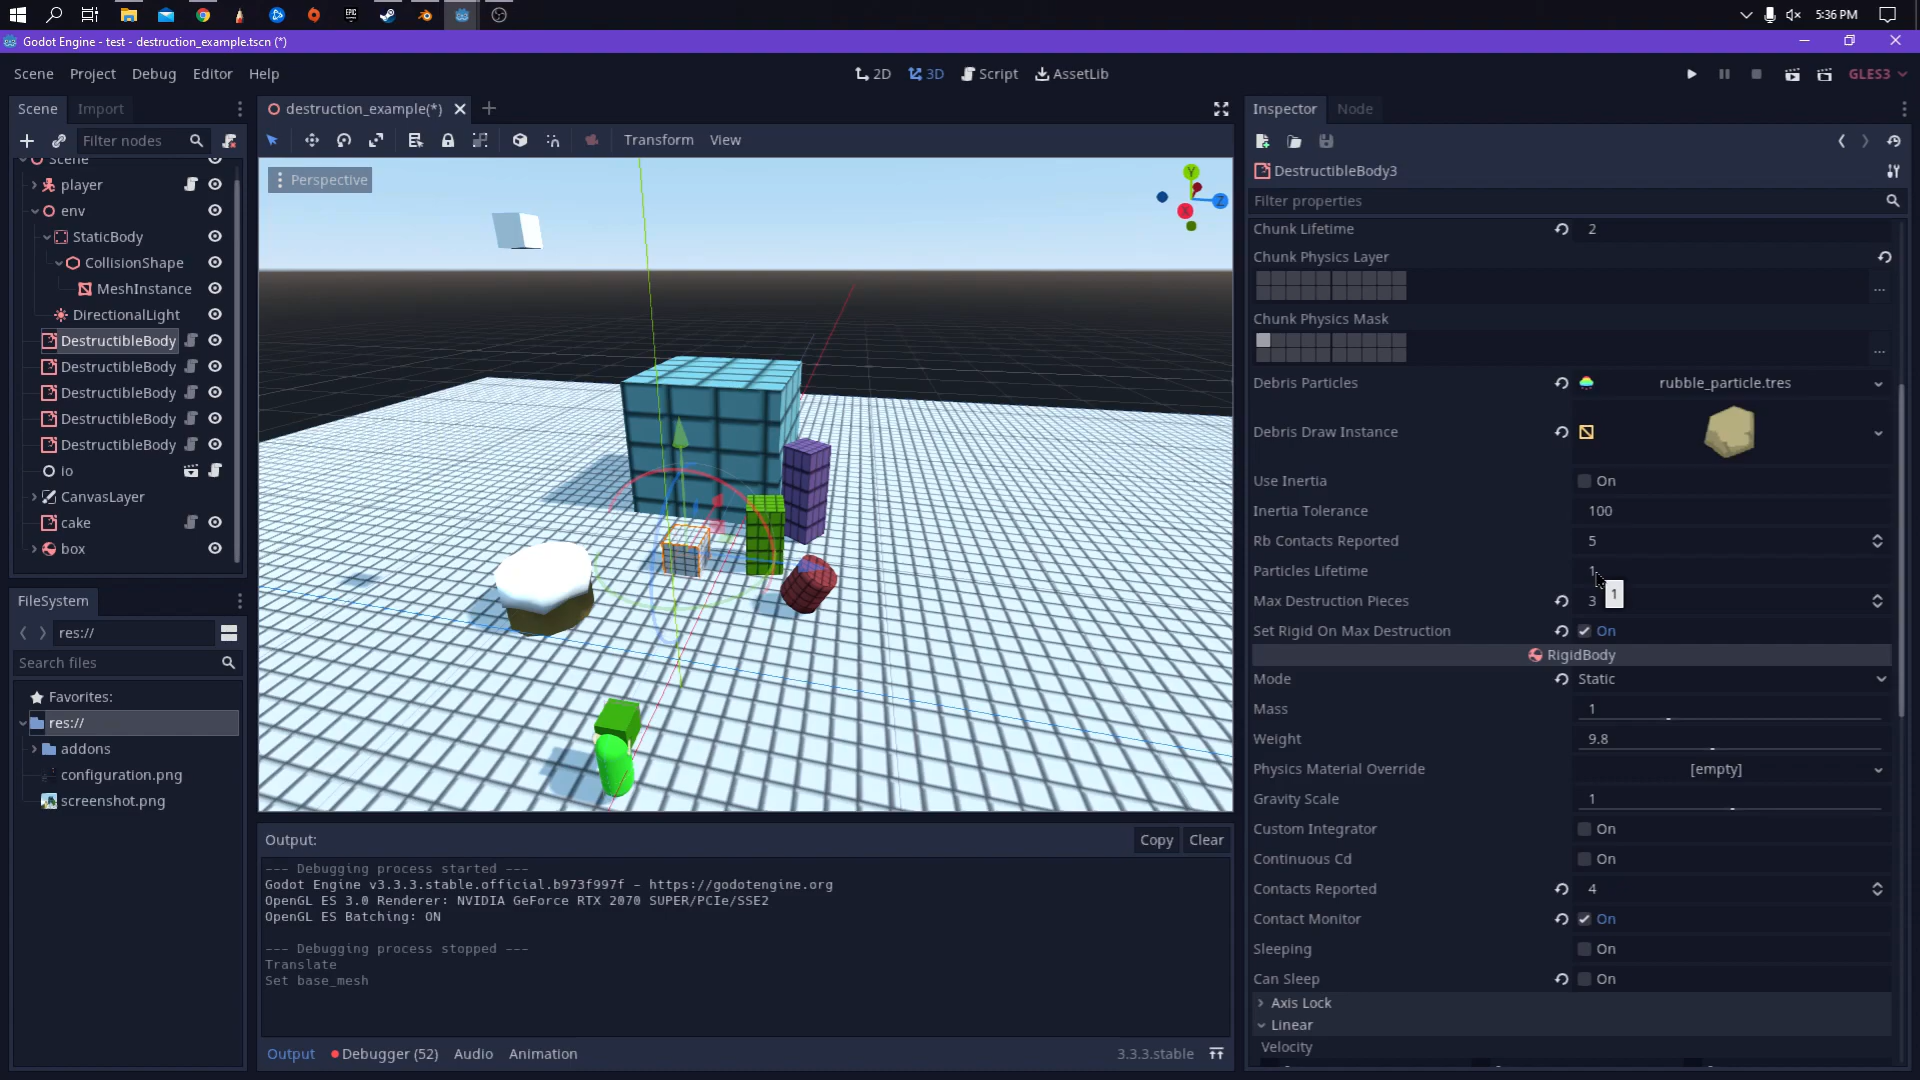 5:36 PM
Godot Engine - test - destruction_example.tscn (*)
Scene Project Debug Editor Help
2D 3D Script AssetLib
GLES3
Scene Import
Filter nodes
Scene
player
env
StaticBody
CollisionShape
MeshInstance
DirectionalLight
DestructibleBody
DestructibleBody
DestructibleBody
DestructibleBody
DestructibleBody
io
CanvasLayer
cake
box
FileSystem
res://
Search files
Favorites:
res://
addons
configuration.png
screenshot.png
destruction_example(*)
Transform View
Perspective
Y
Z
X
Output:
Copy Clear
--- Debugging process started ---
Godot Engine v3.3.3.stable.official.b973f997f - https://godotengine.org
OpenGL ES 3.0 Renderer: NVIDIA GeForce RTX 2070 SUPER/PCIe/SSE2
OpenGL ES Batching: ON
--- Debugging process stopped ---
Translate
Set base_mesh
Output Debugger (52) Audio Animation
3.3.3.stable
Inspector Node
DestructibleBody3
Filter properties
Chunk Lifetime 2
Chunk Physics Layer
...
Chunk Physics Mask
...
Debris Particles rubble_particle.tres
Debris Draw Instance
Use Inertia On
Inertia Tolerance 100
Rb Contacts Reported 5
Particles Lifetime 1
1
Max Destruction Pieces 3
Set Rigid On Max Destruction On
RigidBody
Mode Static
Mass 1
Weight 9.8
Physics Material Override [empty]
Gravity Scale 1
Custom Integrator On
Continuous Cd On
Contacts Reported 4
Contact Monitor On
Sleeping On
Can Sleep On
Axis Lock
Linear
Velocity